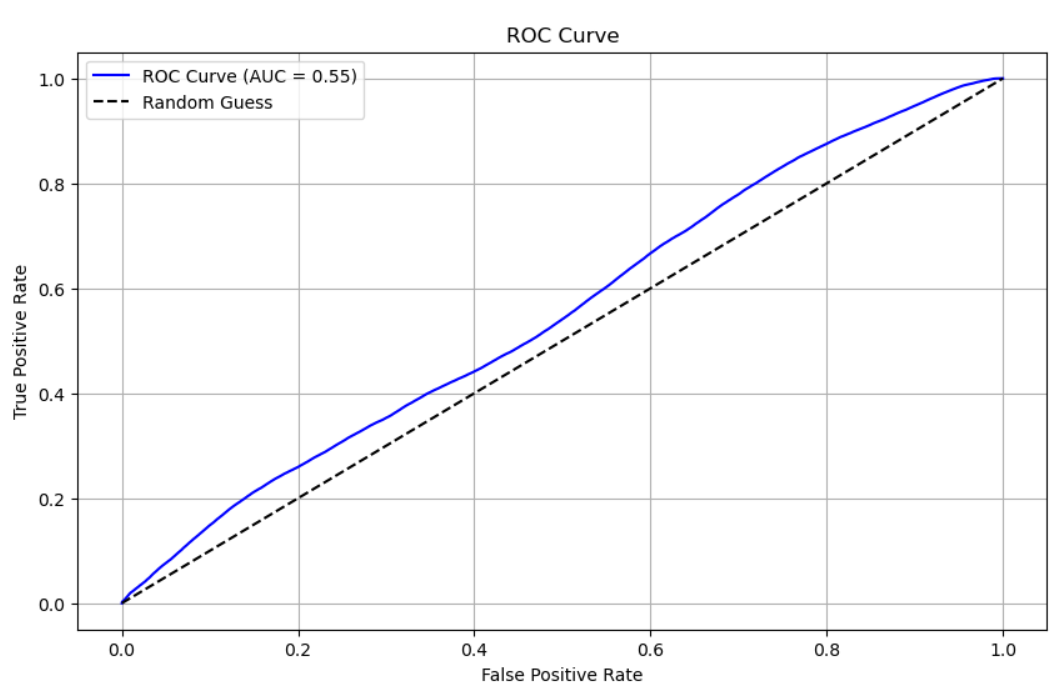 ROC Curve
ROC Curve (AUC = 0.55)
Random Guess
True Positive Rate
1.0
0.8
0.6
0.4
0.2
0.0
0.0 0.2 0.4 0.6 0.8 1.0
False Positive Rate